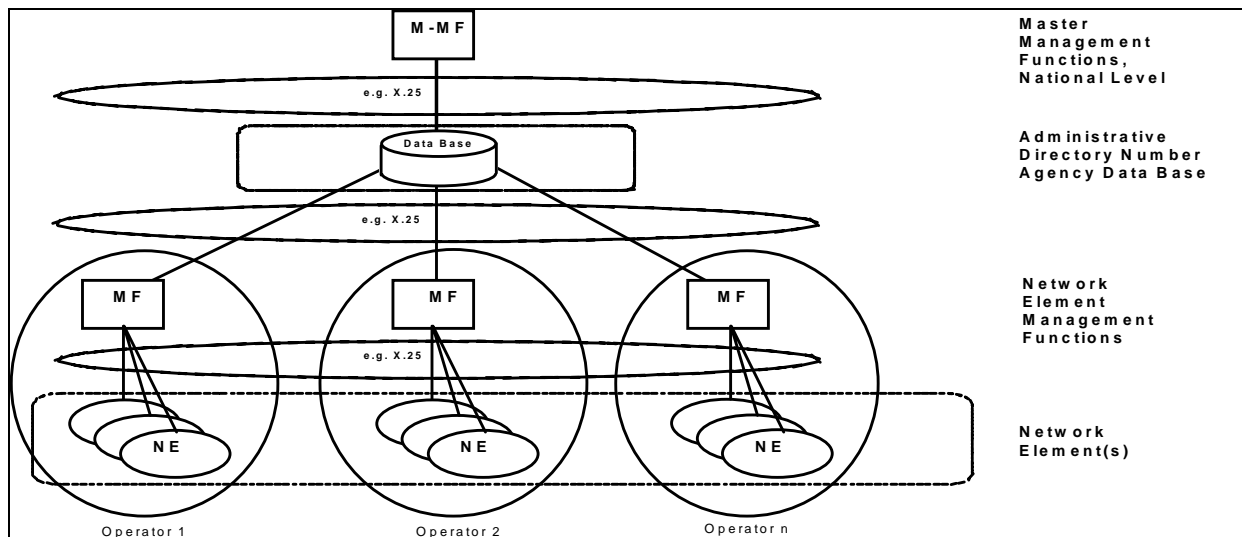 M-MF
Master
Management
Functions,
National Level
e.g. X.25
Data Base
Administrative
Directory Number
Agency Data Base
e.g. X.25
MF
MF
MF
Network
Element
Management
Functions
e.g. X.25
NE
NE
NE
Network
Element(s)
Operator 1
Operator 2
Operator n